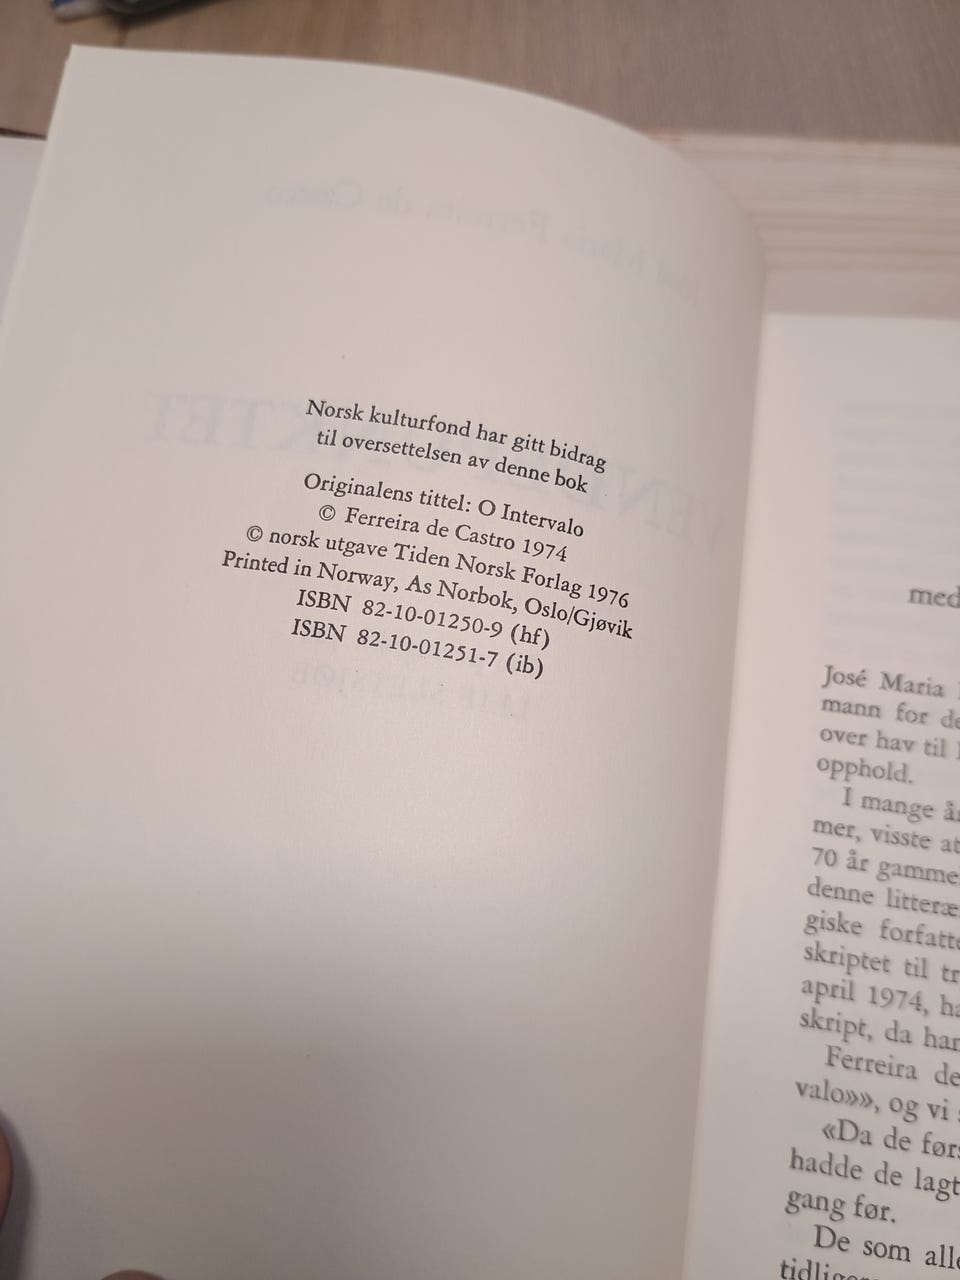 Norsk kulturfond har gitt bidrag
til oversettelsen av denne bok
Originalens tittel: O Intervalo
© Ferreira de Castro 1974
© norsk utgave Tiden Norsk Forlag 1976
Printed in Norway, As Norbok, Oslo/Gjøvik
ISBN 82-10-01250-9 (hf)
ISBN 82-10-01251-7 (ib)
med
José Maria
mann for de
over hav til
opphold.
I mange år
mer, visste at
70 år gamme
denne litteræ
giske forfatte
skriptet til tr
april 1974, ha
skript, da har
Ferreira de
valo»», og vi
«Da de førs
hadde de lagt
gang før.
De som alle
tidliger